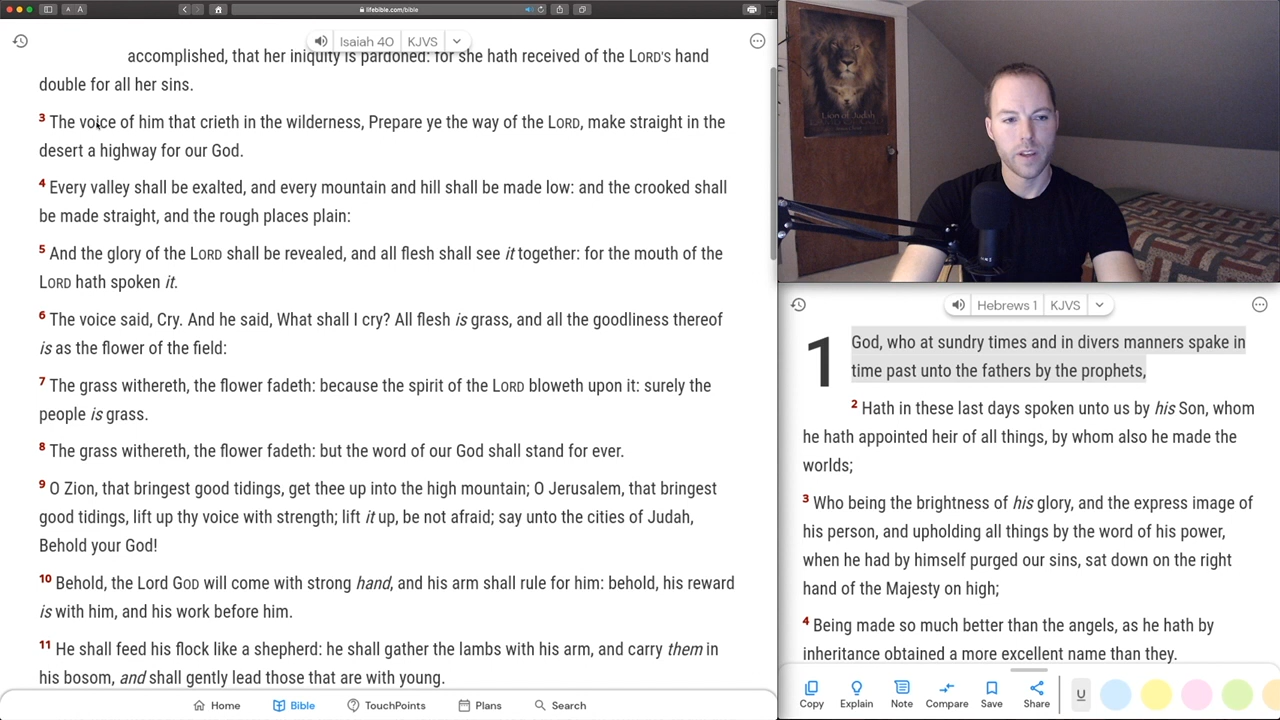 A A
lifebible.com/bible
Isaiah 40 KJVS
accomplished, that her iniquity is pardoned: for she hath received of the LORD'S hand
double for all her sins.
3 The voice of him that crieth in the wilderness, Prepare ye the way of the LORD, make straight in the
desert a highway for our God.
4 Every valley shall be exalted, and every mountain and hill shall be made low: and the crooked shall
be made straight, and the rough places plain:
5 And the glory of the LORD shall be revealed, and all flesh shall see it together: for the mouth of the
LORD hath spoken it.
6 The voice said, Cry. And he said, What shall I cry? All flesh is grass, and all the goodliness thereof
is as the flower of the field:
7 The grass withereth, the flower fadeth: because the spirit of the LORD bloweth upon it: surely the
people is grass.
8 The grass withereth, the flower fadeth: but the word of our God shall stand for ever.
9 O Zion, that bringest good tidings, get thee up into the high mountain; O Jerusalem, that bringest
good tidings, lift up thy voice with strength; lift it up, be not afraid; say unto the cities of Judah,
Behold your God!
10 Behold, the Lord GOD will come with strong hand, and his arm shall rule for him: behold, his reward
is with him, and his work before him.
11 He shall feed his flock like a shepherd: he shall gather the lambs with his arm, and carry them in
his bosom, and shall gently lead those that are with young.
Home Bible TouchPoints Plans Search
Lion of Judah
Hebrews 1 KJVS
1 God, who at sundry times and in divers manners spake in
time past unto the fathers by the prophets,
2 Hath in these last days spoken unto us by his Son, whom
he hath appointed heir of all things, by whom also he made the
worlds;
3 Who being the brightness of his glory, and the express image of
his person, and upholding all things by the word of his power,
when he had by himself purged our sins, sat down on the right
hand of the Majesty on high;
4 Being made so much better than the angels, as he hath by
inheritance obtained a more excellent name than they.
Copy Explain Note Compare Save Share U